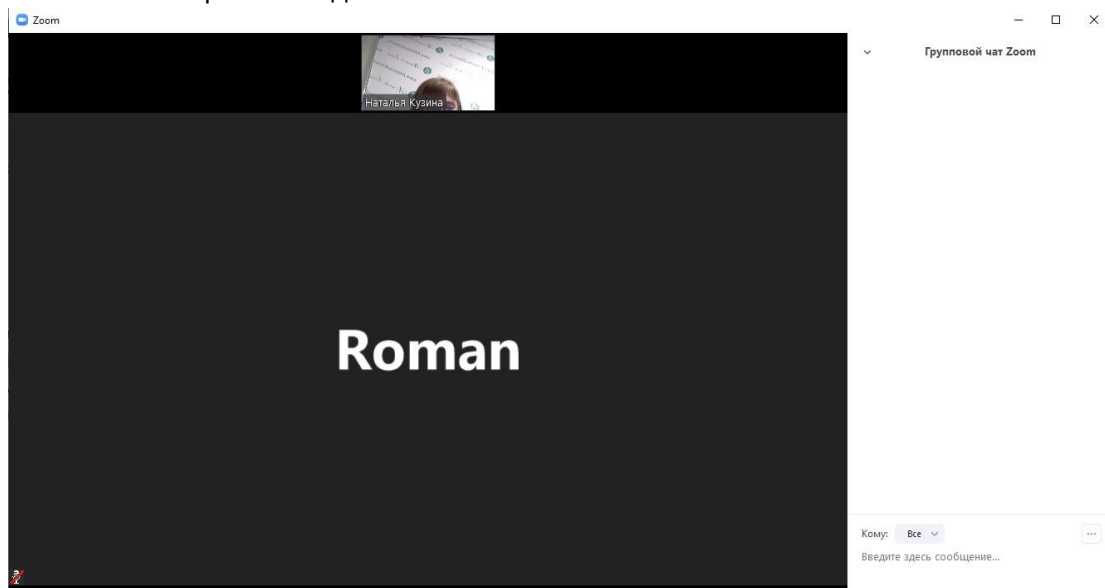 Zoom
Групповой чат Zoom
Наталья Кузина
Roman
Кому: Все
Введите здесь сообщение...